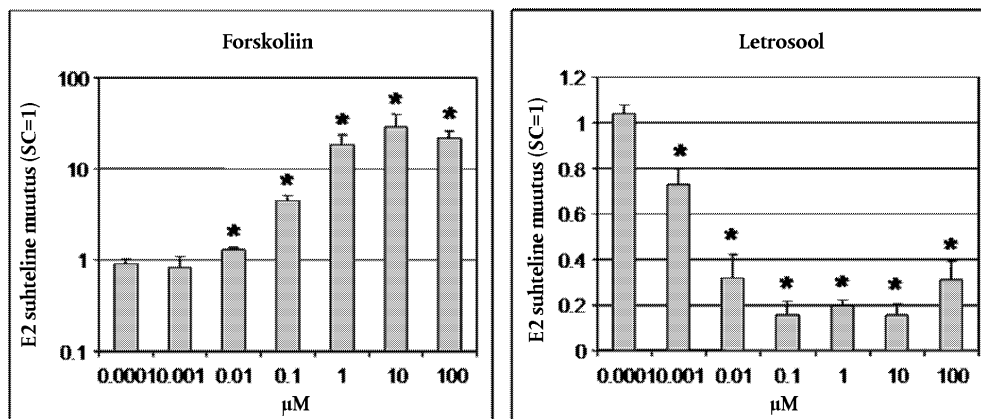 Forskoliin
E2 suhteline muutus (SC=1)
100
10
1
0.1
* * * * *
0.0001 0.001 0.01 0.1 1 10 100
µM
Letrosool
E2 suhteline muutus (SC=1)
1.2
1
0.8
0.6
0.4
0.2
0
* * * * * *
0.0001 0.001 0.01 0.1 1 10 100
µM